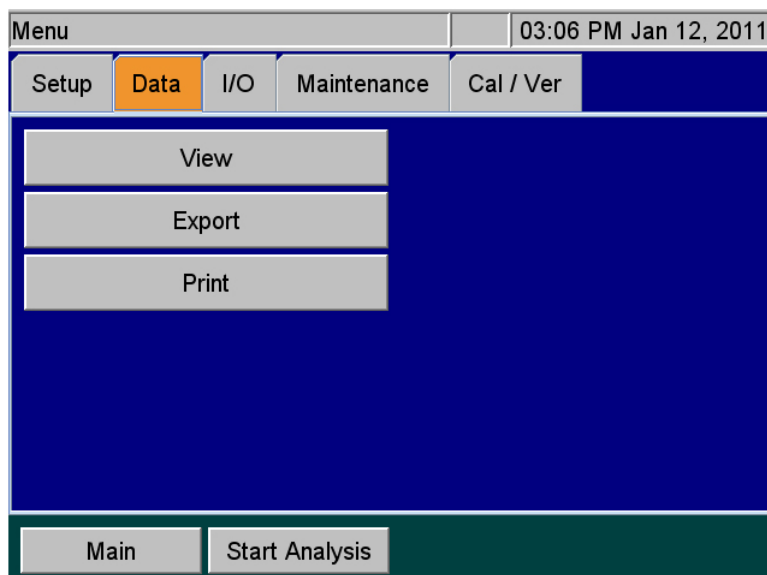 Menu 03:06 PM Jan 12, 2011
Setup Data I/O Maintenance Cal / Ver
View
Export
Print
Main Start Analysis